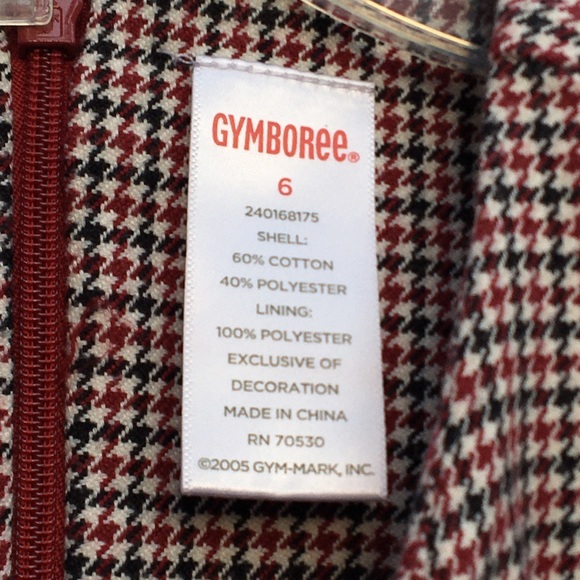 GYMBOREE®
6
240168175
SHELL:
60% COTTON
40% POLYESTER
LINING:
100% POLYESTER
EXCLUSIVE OF
DECORATION
MADE IN CHINA
RN 70530
©2005 GYM-MARK, INC.